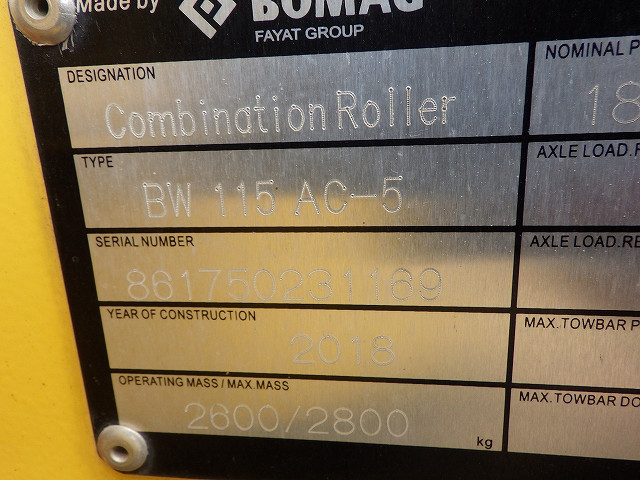 Made by BOMAG
FAYAT GROUP
DESIGNATION
Combination Roller
TYPE
BW 115 AC-5
SERIAL NUMBER
861750231169
YEAR OF CONSTRUCTION
2018
OPERATING MASS / MAX.MASS
2600/2800
kg
NOMINAL P
18
AXLE LOAD.F
AXLE LOAD.RE
MAX.TOWBAR P
MAX.TOWBAR DO